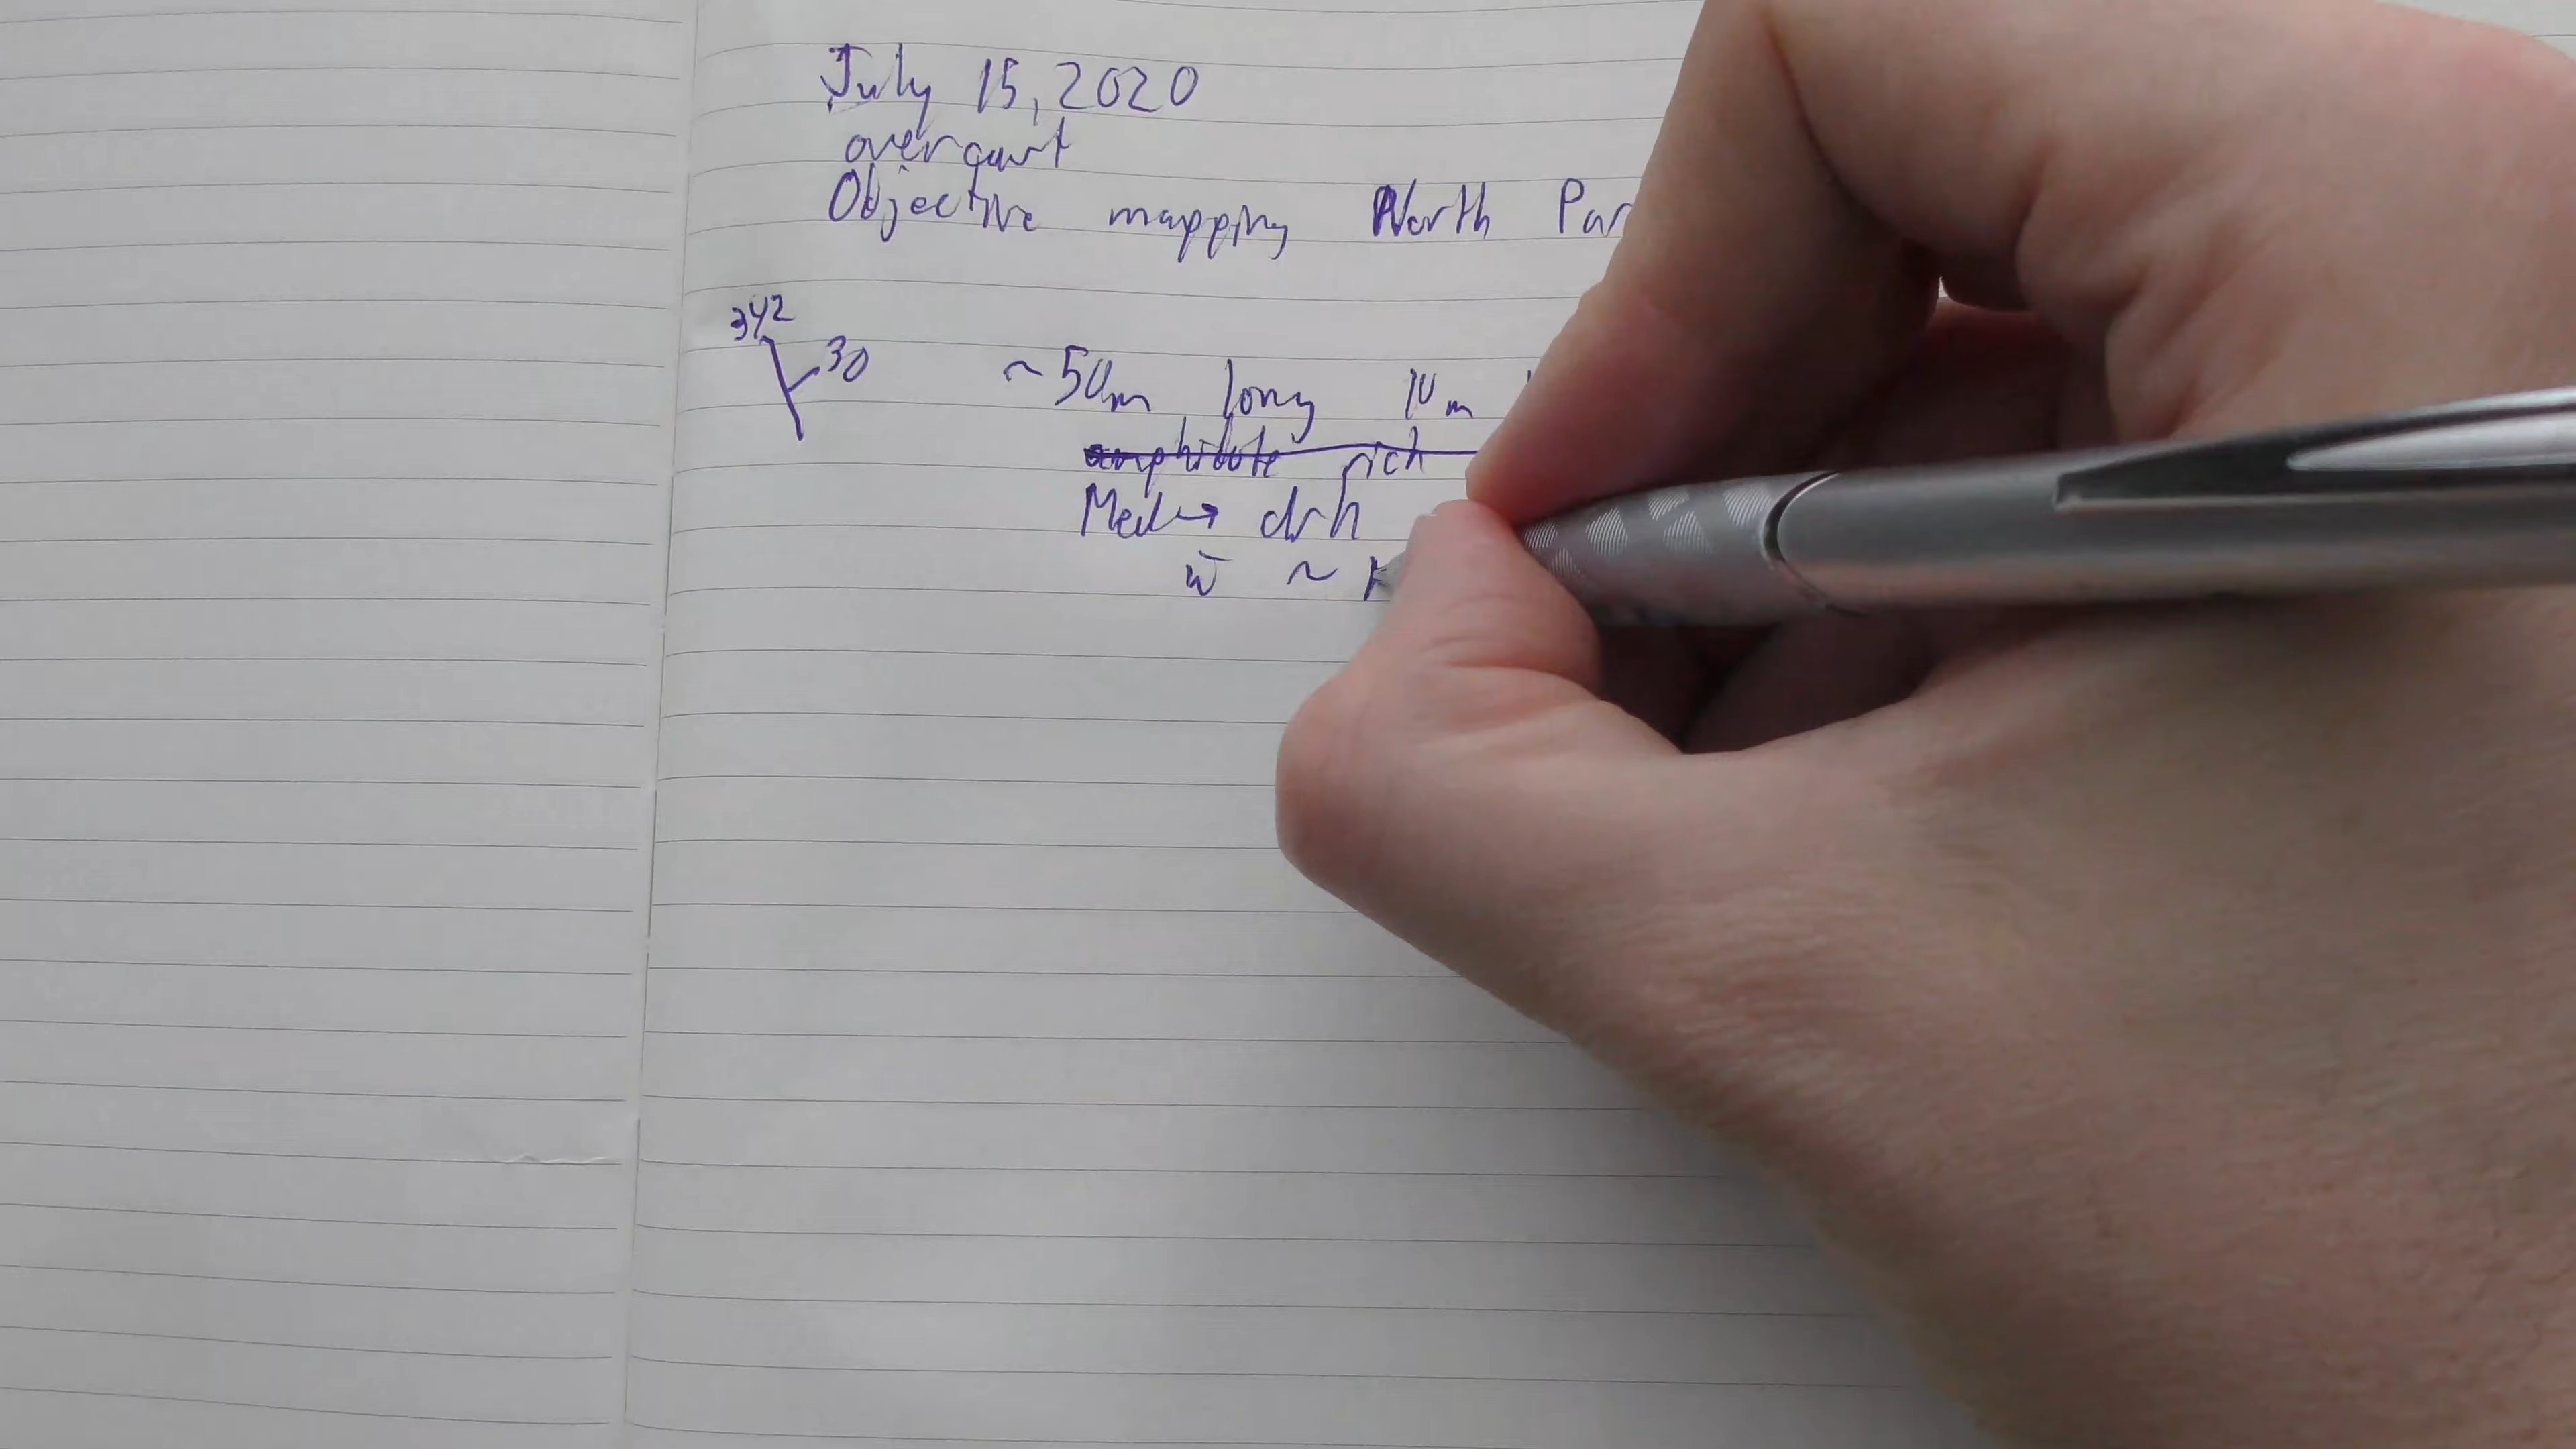 July 15, 2020
overcast
Objective mapping North Par
342
30
~50m long 10m
amphibole rich
Med → drk
w̄ ~